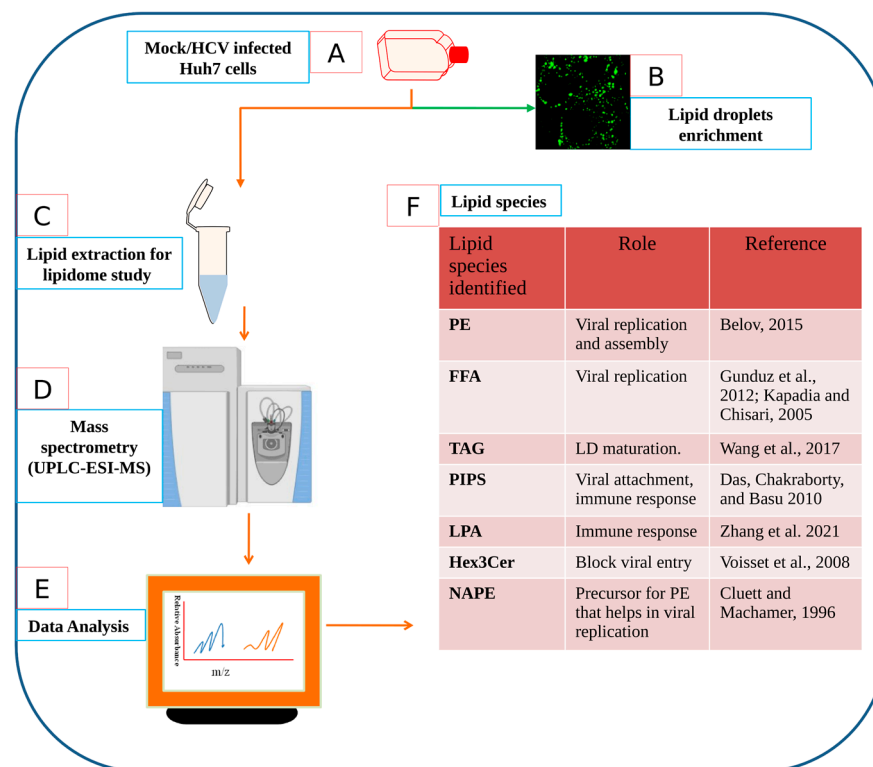 Mock/HCV infected
Huh7 cells
A
B
Lipid droplets
enrichment
C
Lipid extraction for
lipidome study
D
Mass
spectrometry
(UPLC-ESI-MS)
E
Data Analysis
Relative Absorbance
m/z
F
Lipid species
Lipid
species
identified
Role
Reference
PE
Viral replication
and assembly
Belov, 2015
FFA
Viral replication
Gunduz et al.,
2012; Kapadia and
Chisari, 2005
TAG
LD maturation.
Wang et al., 2017
PIPS
Viral attachment,
immune response
Das, Chakraborty,
and Basu 2010
LPA
Immune response
Zhang et al. 2021
Hex3Cer
Block viral entry
Voisset et al., 2008
NAPE
Precursor for PE
that helps in viral
replication
Cluett and
Machamer, 1996